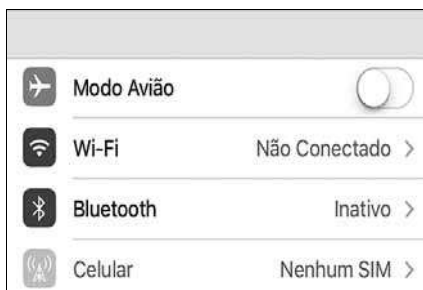 Modo Avião
Wi-Fi Não Conectado
Bluetooth Inativo
Celular Nenhum SIM